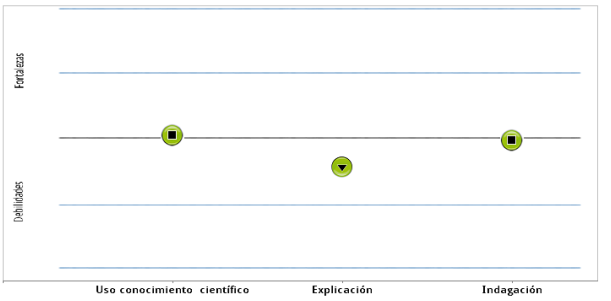 Fortalezas
Debilidades
Uso conocimiento científico
Explicación
Indagación